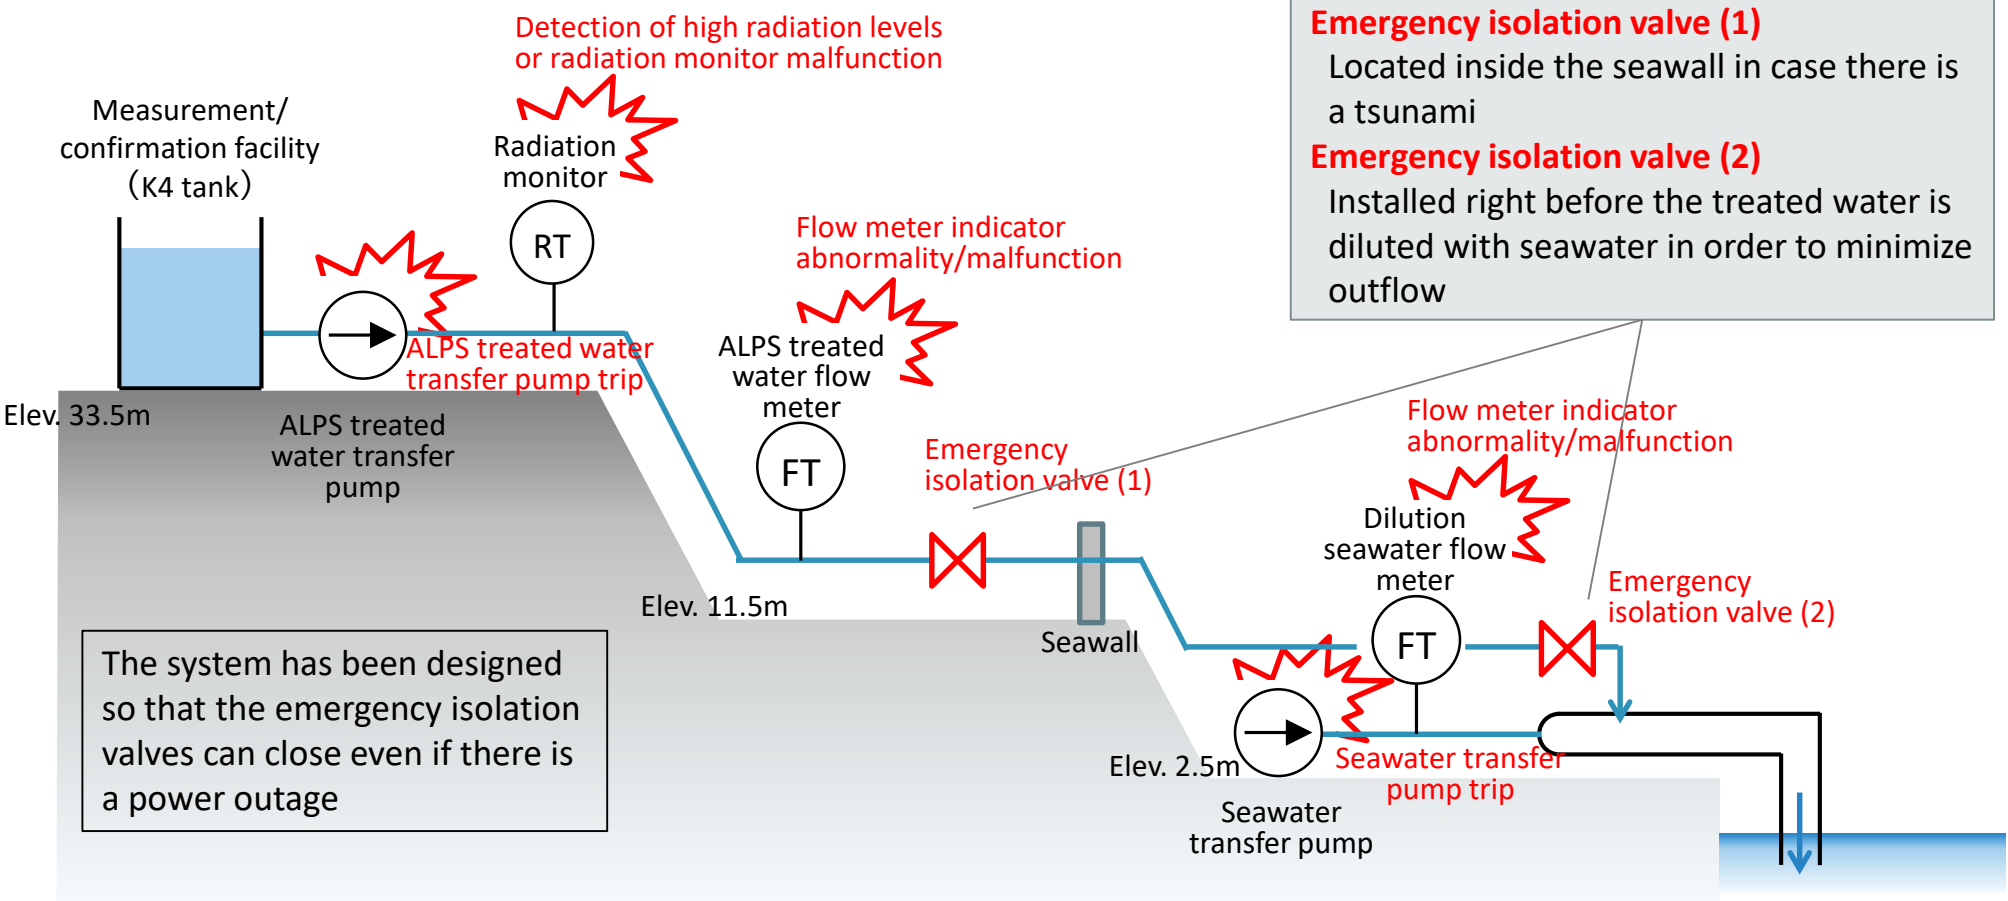 Detection of high radiation levels
or radiation monitor malfunction
Measurement/
confirmation facility
（K4 tank）
Radiation
monitor
RT
Emergency isolation valve (1)
Located inside the seawall in case there is
a tsunami
Emergency isolation valve (2)
Installed right before the treated water is
diluted with seawater in order to minimize
outflow
Flow meter indicator
abnormality/malfunction
ALPS treated water
transfer pump trip
ALPS treated
water flow
meter
FT
Elev. 33.5m
ALPS treated
water transfer
pump
Emergency
isolation valve (1)
Flow meter indicator
abnormality/malfunction
Dilution
seawater flow
meter
FT
Emergency
isolation valve (2)
Elev. 11.5m
Seawall
The system has been designed
so that the emergency isolation
valves can close even if there is
a power outage
Elev. 2.5m
Seawater transfer
pump trip
Seawater
transfer pump